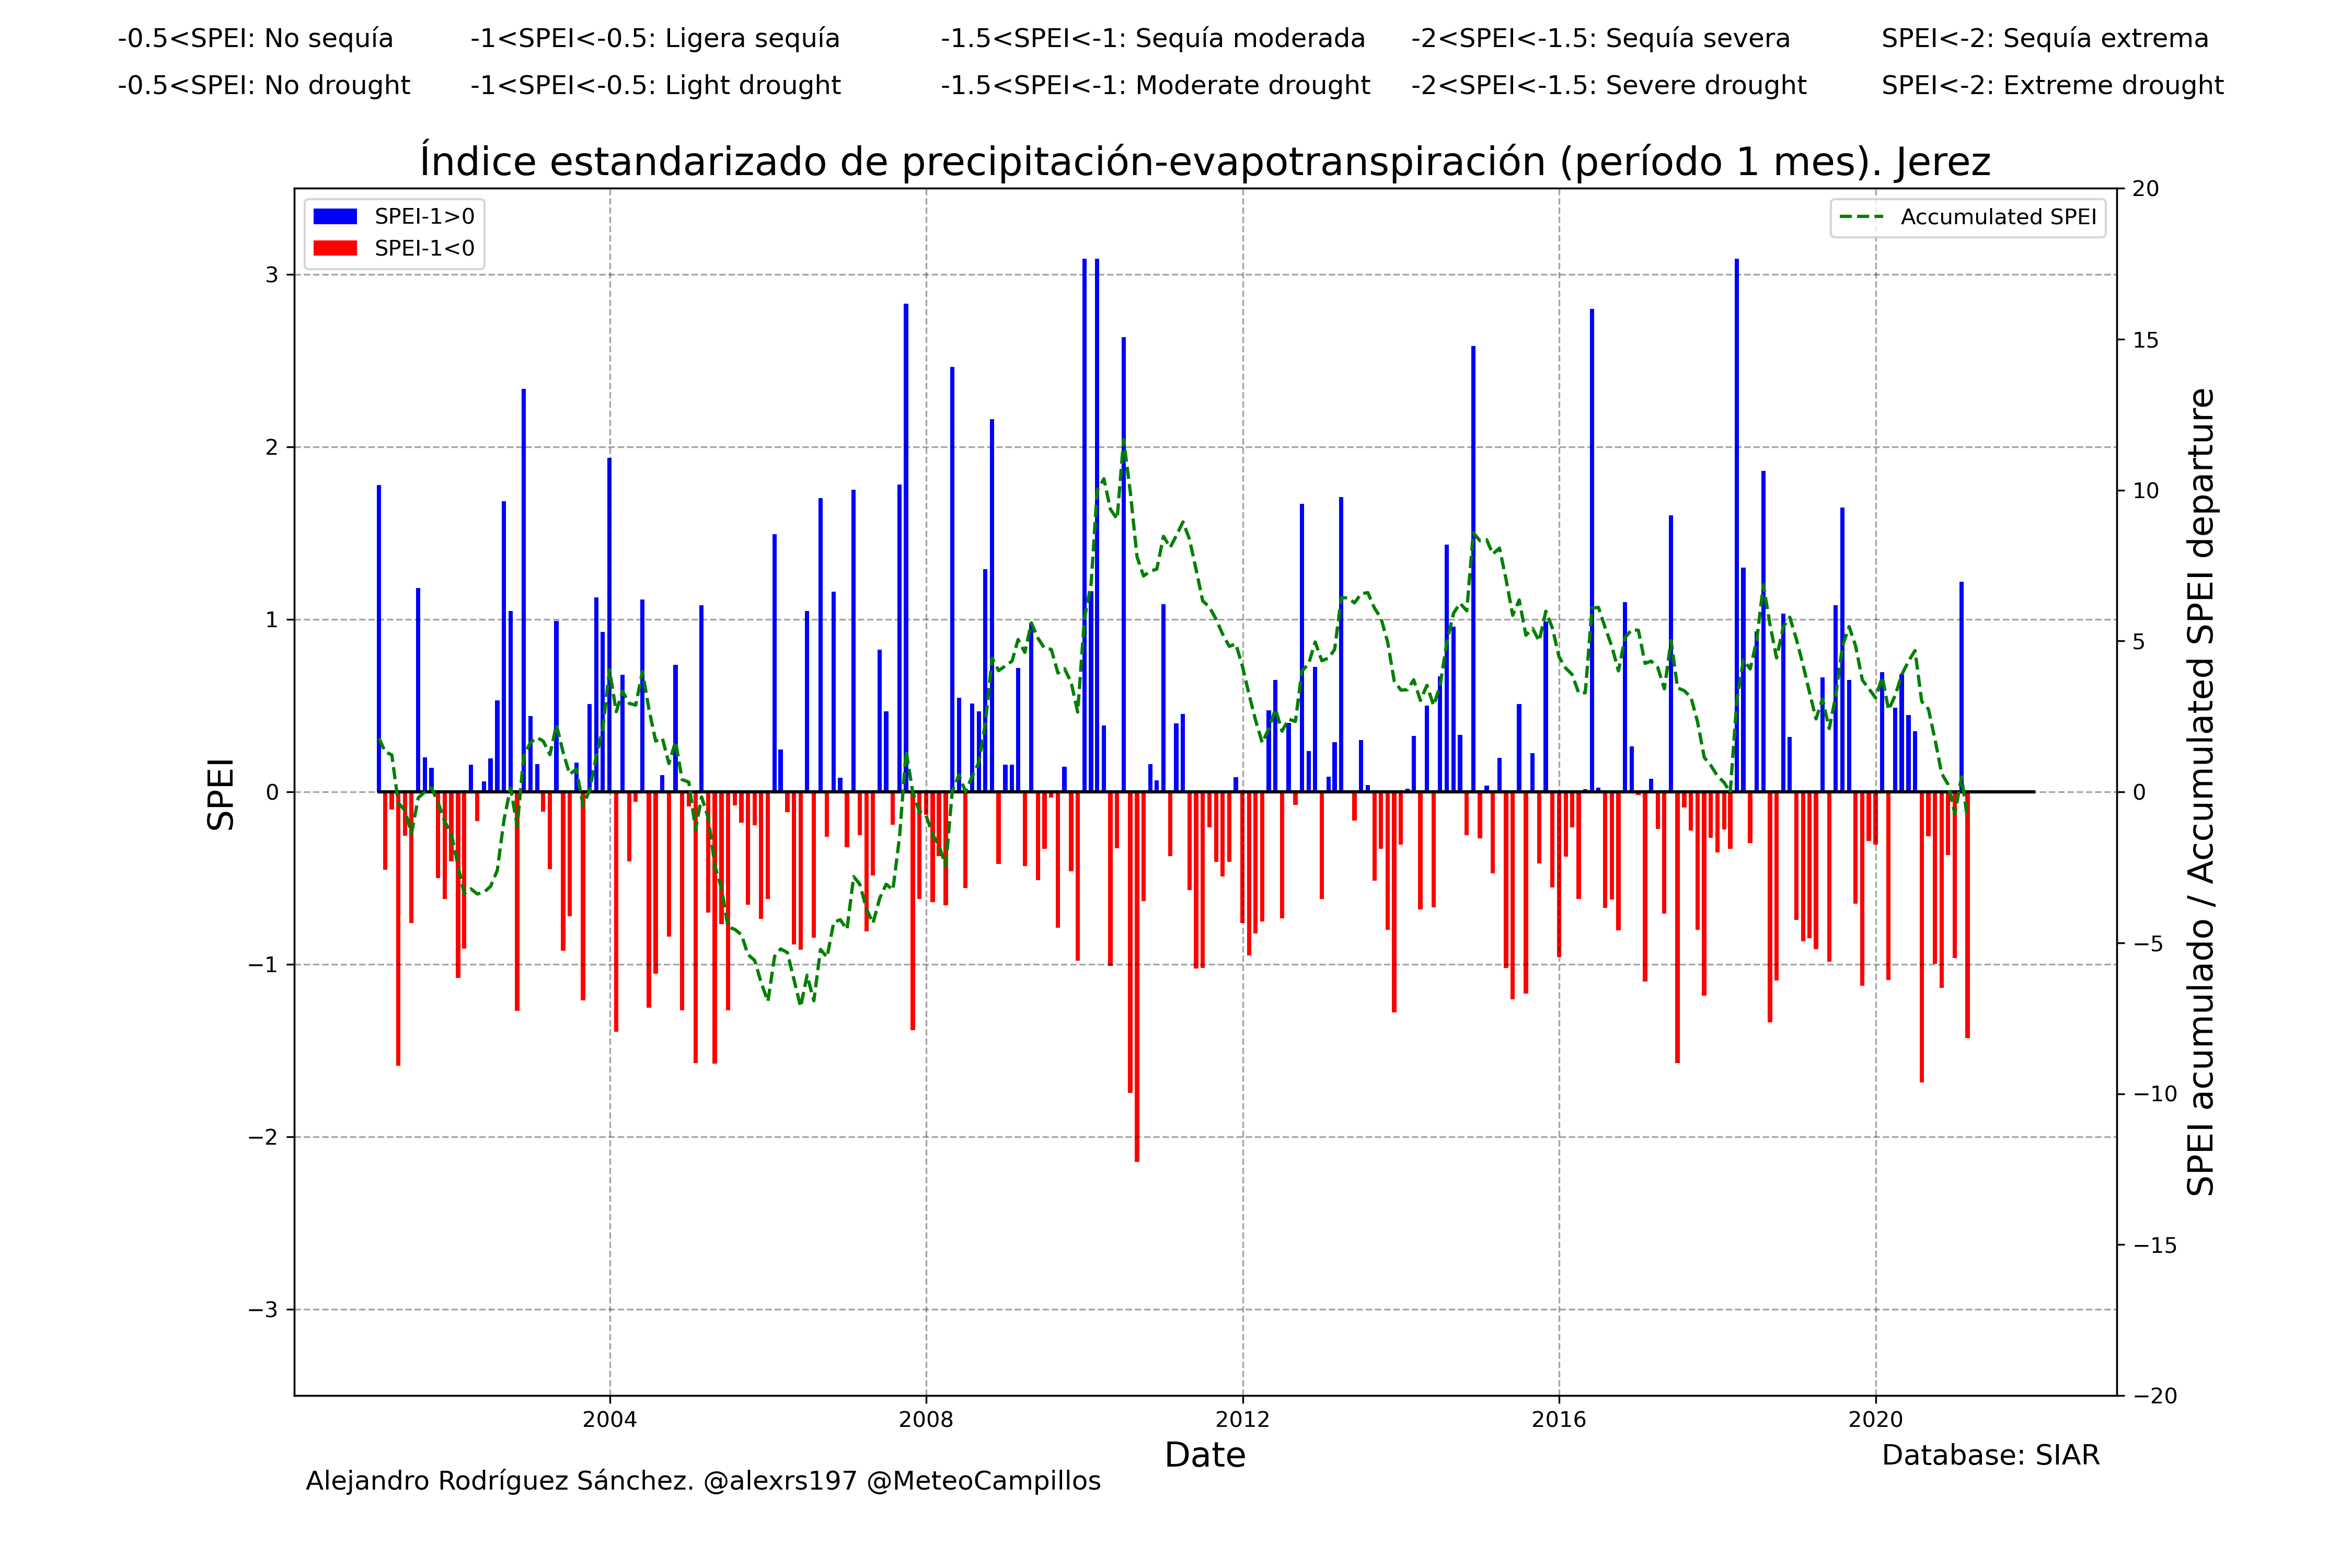 -0.5<SPEI: No sequía -1<SPEI<-0.5: Ligera sequía -1.5<SPEI<-1: Sequía moderada -2<SPEI<-1.5: Sequía severa SPEI<-2: Sequía extrema
-0.5<SPEI: No drought -1<SPEI<-0.5: Light drought -1.5<SPEI<-1: Moderate drought -2<SPEI<-1.5: Severe drought SPEI<-2: Extreme drought
Índice estandarizado de precipitación-evapotranspiración (período 1 mes). Jerez
SPEI-1>0
SPEI-1<0
Accumulated SPEI
SPEI
3
2
1
0
−1
−2
−3
20
15
10
5
0
−5
−10
−15
−20
SPEI acumulado / Accumulated SPEI departure
2004 2008 2012 2016 2020
Date
Database: SIAR
Alejandro Rodríguez Sánchez. @alexrs197 @MeteoCampillos